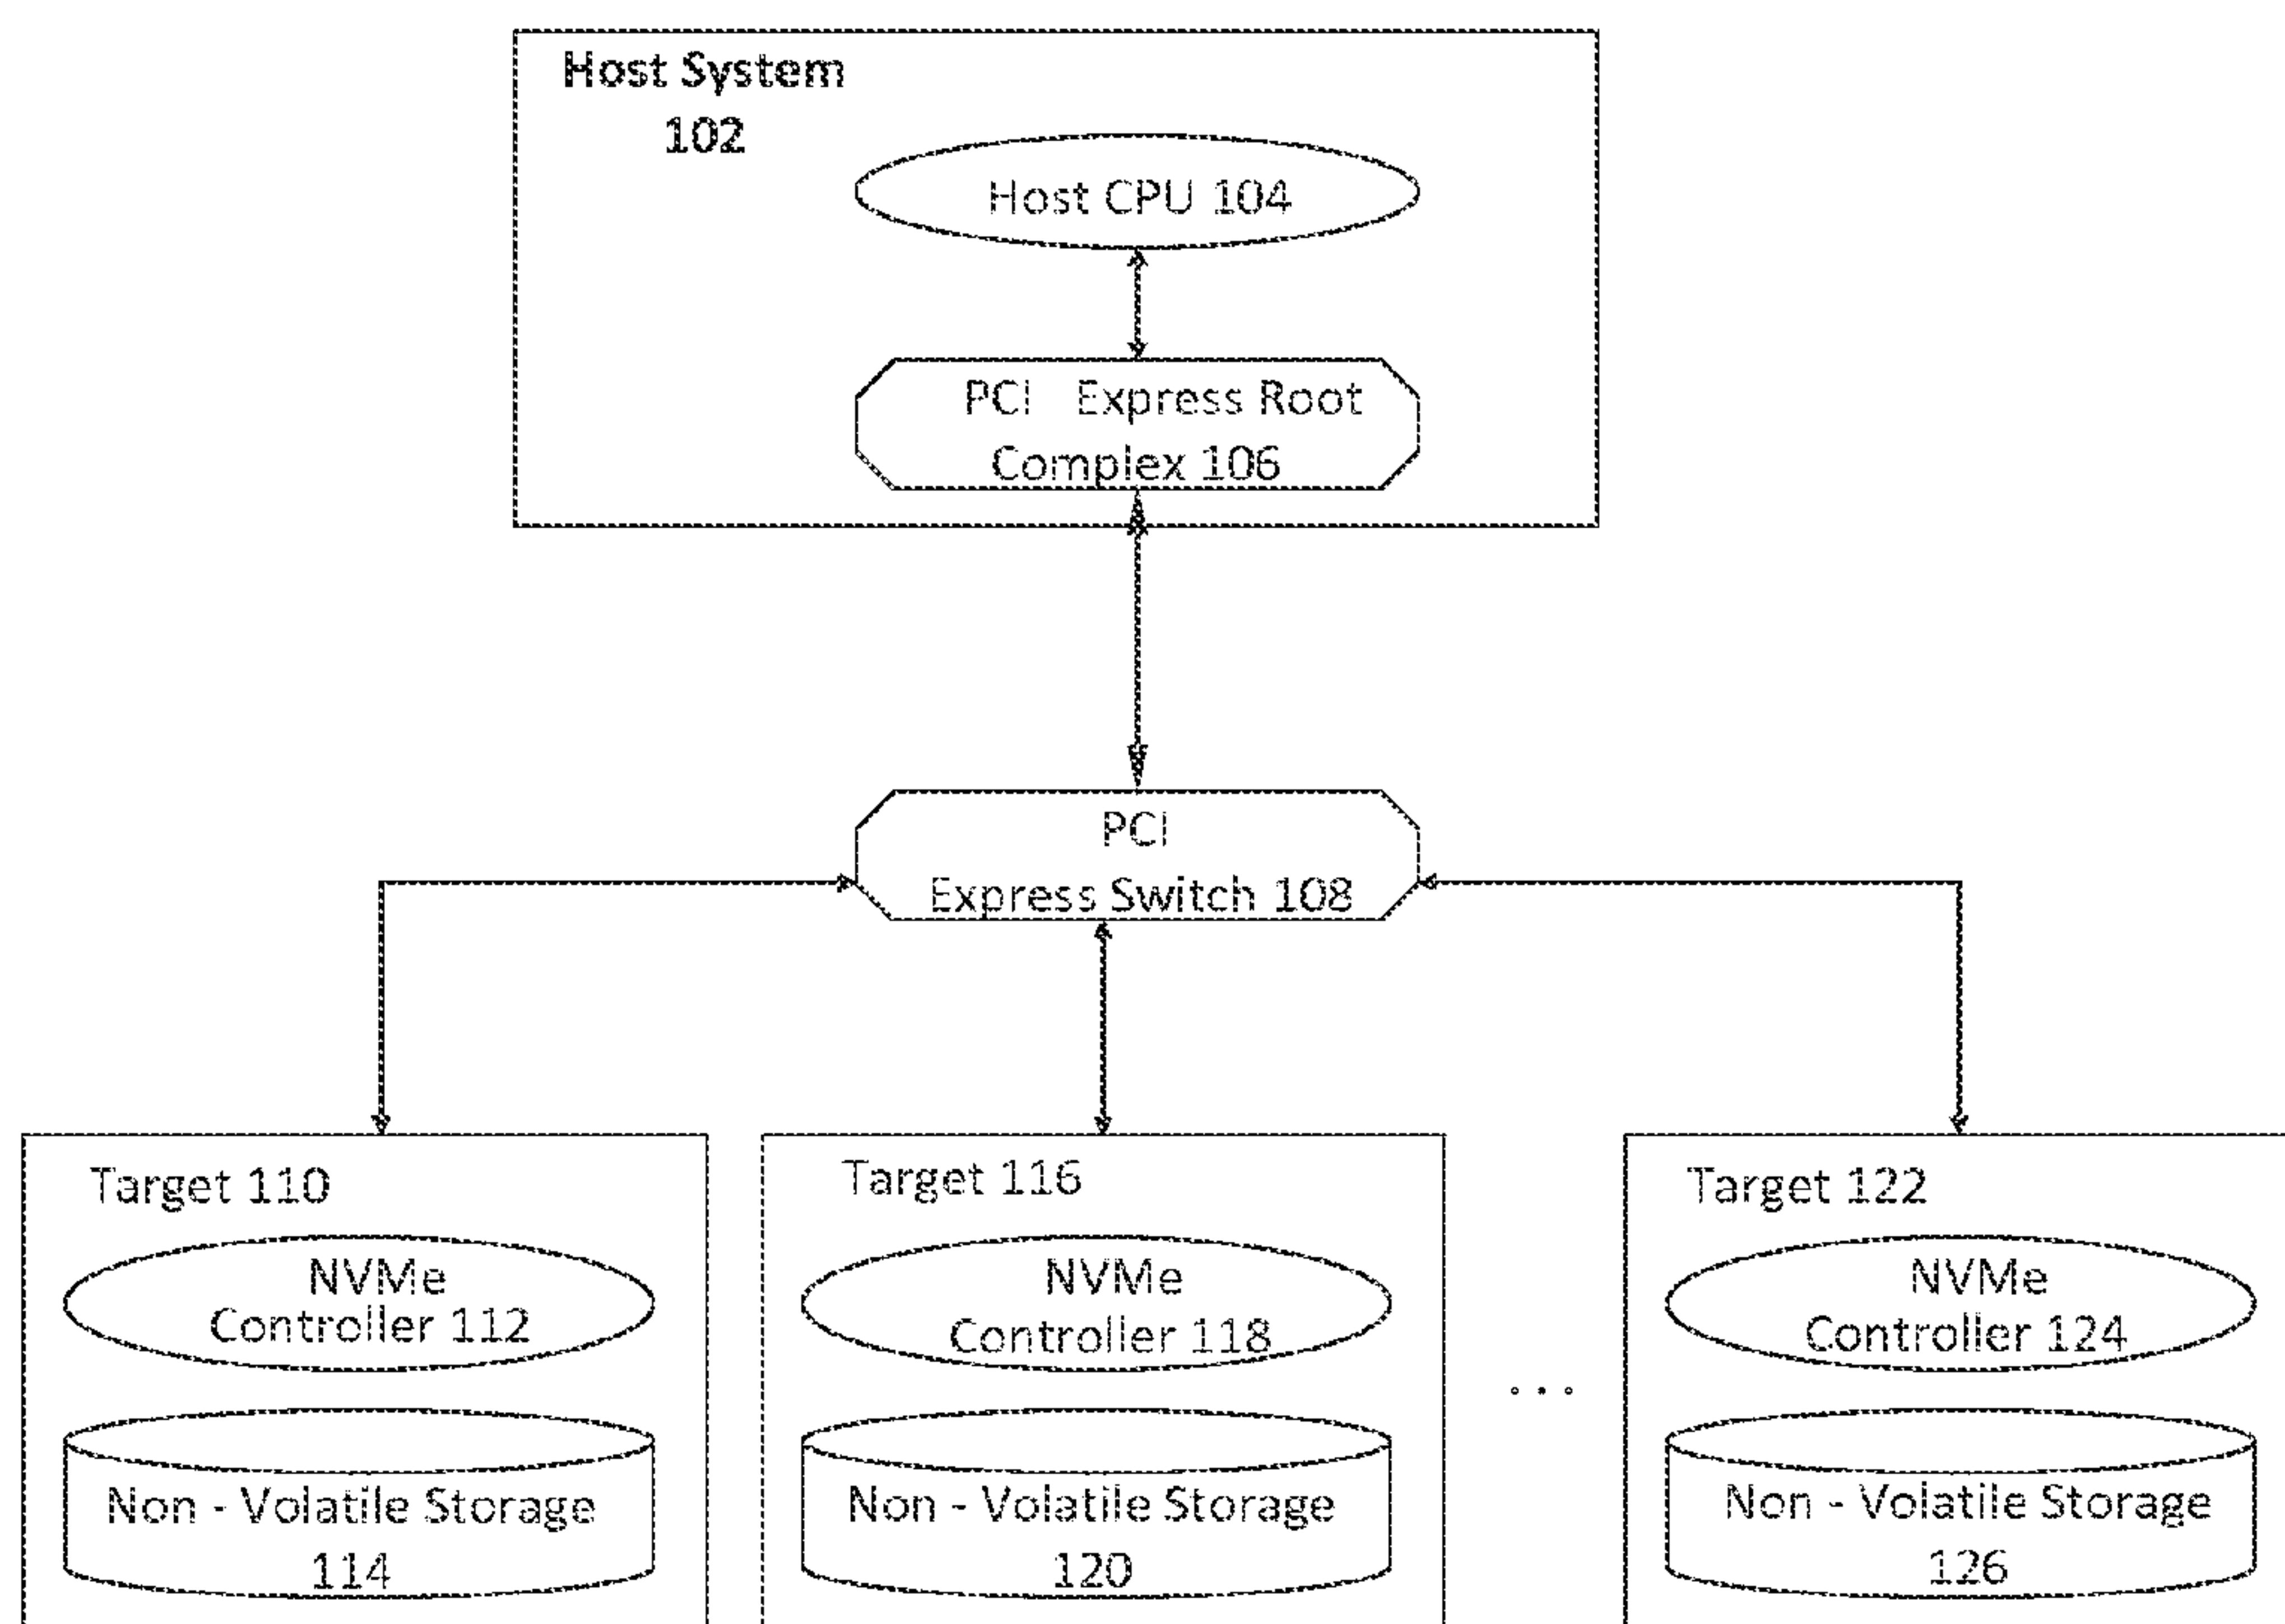 Host System
102
Host CPU 104
PCI Express Root
Complex 106
PCI
Express Switch 108
Target 110
NVMe
Controller 112
Non - Volatile Storage
114
Target 116
NVMe
Controller 118
Non - Volatile Storage
120
. . .
Target 122
NVMe
Controller 124
Non - Volatile Storage
126